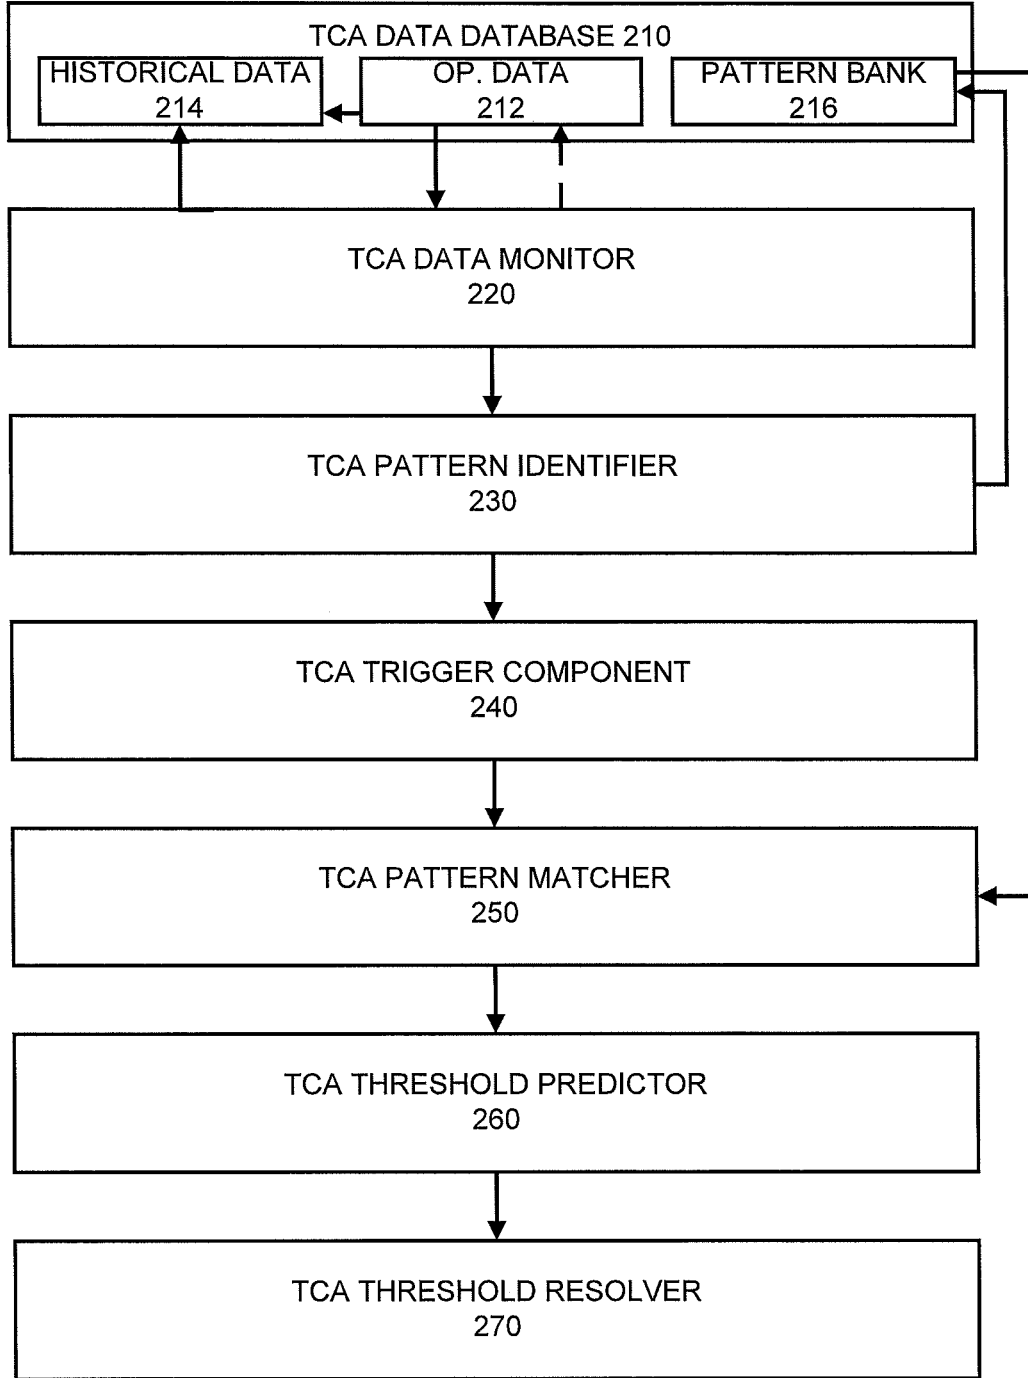 TCA DATA DATABASE 210
HISTORICAL DATA
214
OP. DATA
212
PATTERN BANK
216
TCA DATA MONITOR
220
TCA PATTERN IDENTIFIER
230
TCA TRIGGER COMPONENT
240
TCA PATTERN MATCHER
250
TCA THRESHOLD PREDICTOR
260
TCA THRESHOLD RESOLVER
270